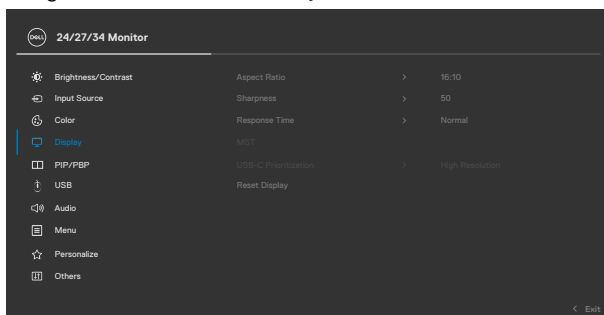 DELL 24/27/34 Monitor
Brightness/Contrast Aspect Ratio > 16:10
Input Source Sharpness > 50
Color Response Time > Normal
Display MST
PIP/PBP USB-C Prioritization > High Resolution
USB Reset Display
Audio
Menu
Personalize
Others
< Exit